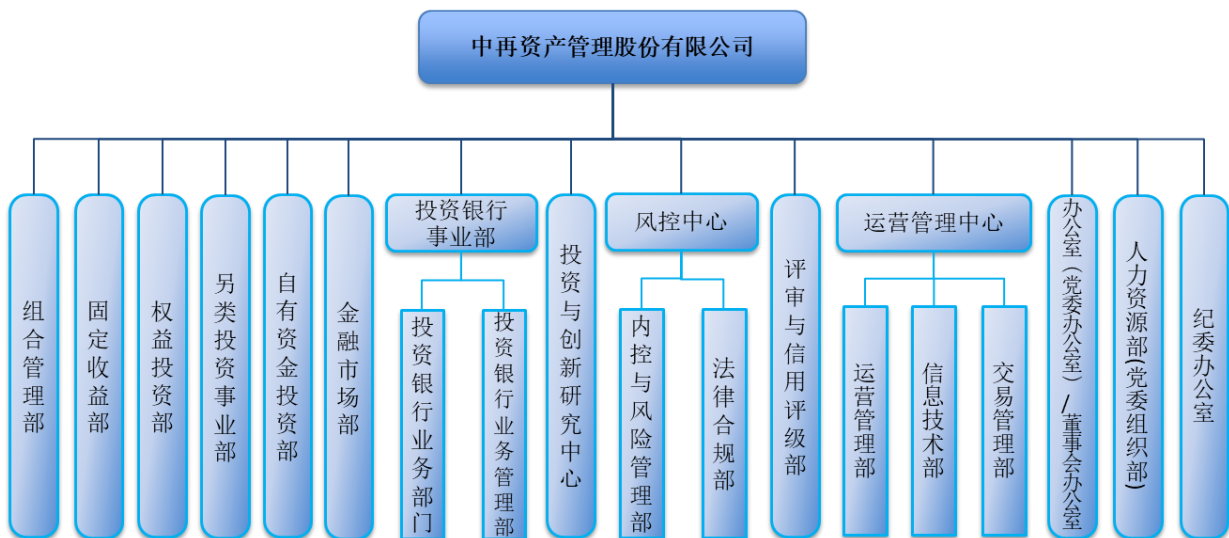 中再资产管理股份有限公司
组合管理部
固定收益部
权益投资部
另类投资事业部
自有资金投资部
金融市场部
投资银行
事业部
投资银行业务部门
投资银行业务管理部
投资与创新研究中心
风控中心
内控与风险管理部
法律合规部
评审与信用评级部
运营管理中心
运营管理部
信息技术部
交易管理部
办公室（党委办公室）/董事会办公室
人力资源部(党委组织部)
纪委办公室